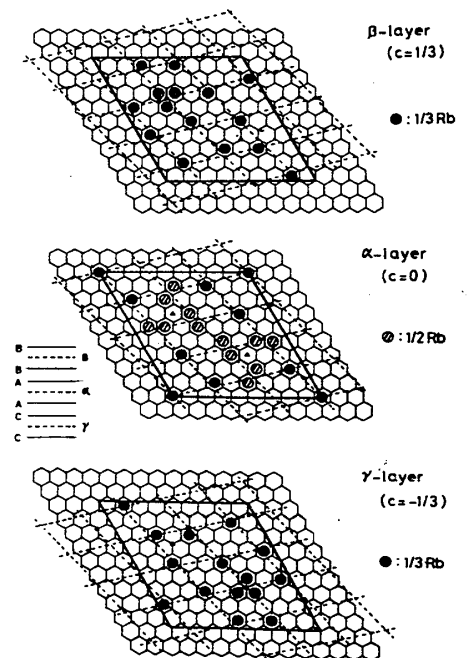 β-layer
(c=1/3)
● : 1/3 Rb
α-layer
(c=0)
: 1/2 Rb
B
B
A
α
A
C
γ
C
γ-layer
(c=-1/3)
● : 1/3 Rb